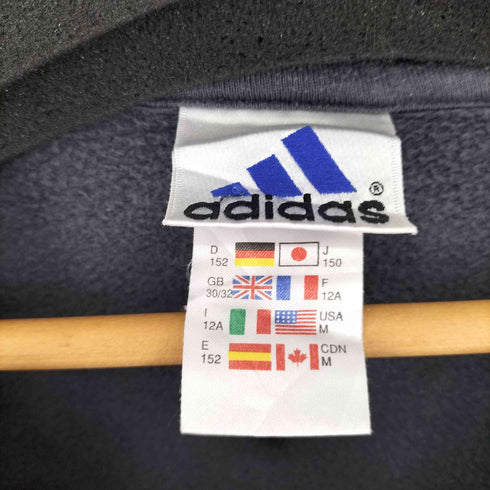 adidas®
D J
152 150
GB F
30/32 12A
I USA
12A M
E CDN
152 M